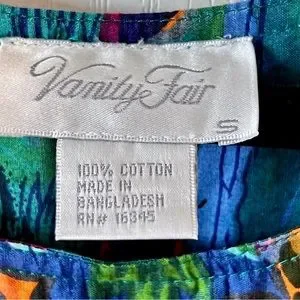 Vanity Fair
S
100% COTTON
MADE IN
BANGLADESH
RN# 16345